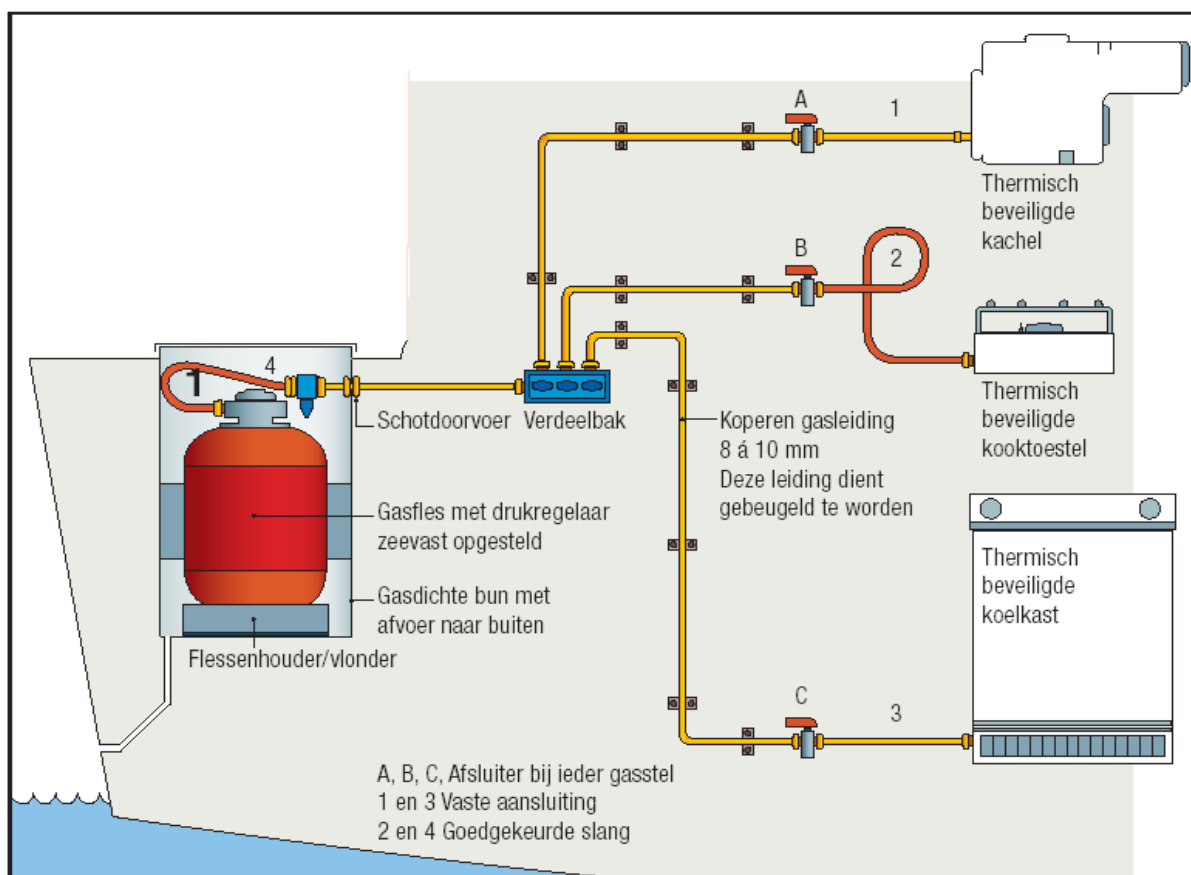 A
1
Thermisch
beveiligde
kachel
B
2
Thermisch
beveiligde
kooktoestel
4
1
Schotdoorvoer
Verdeelbak
Koperen gasleiding
8 á 10 mm
Deze leiding dient
gebeugeld te worden
Gasfles met drukregelaar
zeevast opgesteld
Gasdichte bun met
afvoer naar buiten
Flessenhouder/vlonder
Thermisch
beveiligde
koelkast
C
3
A, B, C, Afsluiter bij ieder gasstel
1 en 3 Vaste aansluiting
2 en 4 Goedgekeurde slang